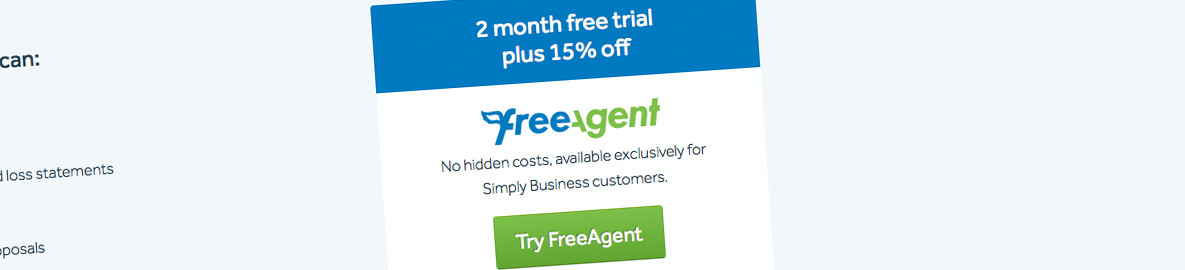 can:
loss statements
2 month free trial
plus 15% off
freeAgent
No hidden costs, available exclusively for
Simply Business customers.
Try FreeAgent